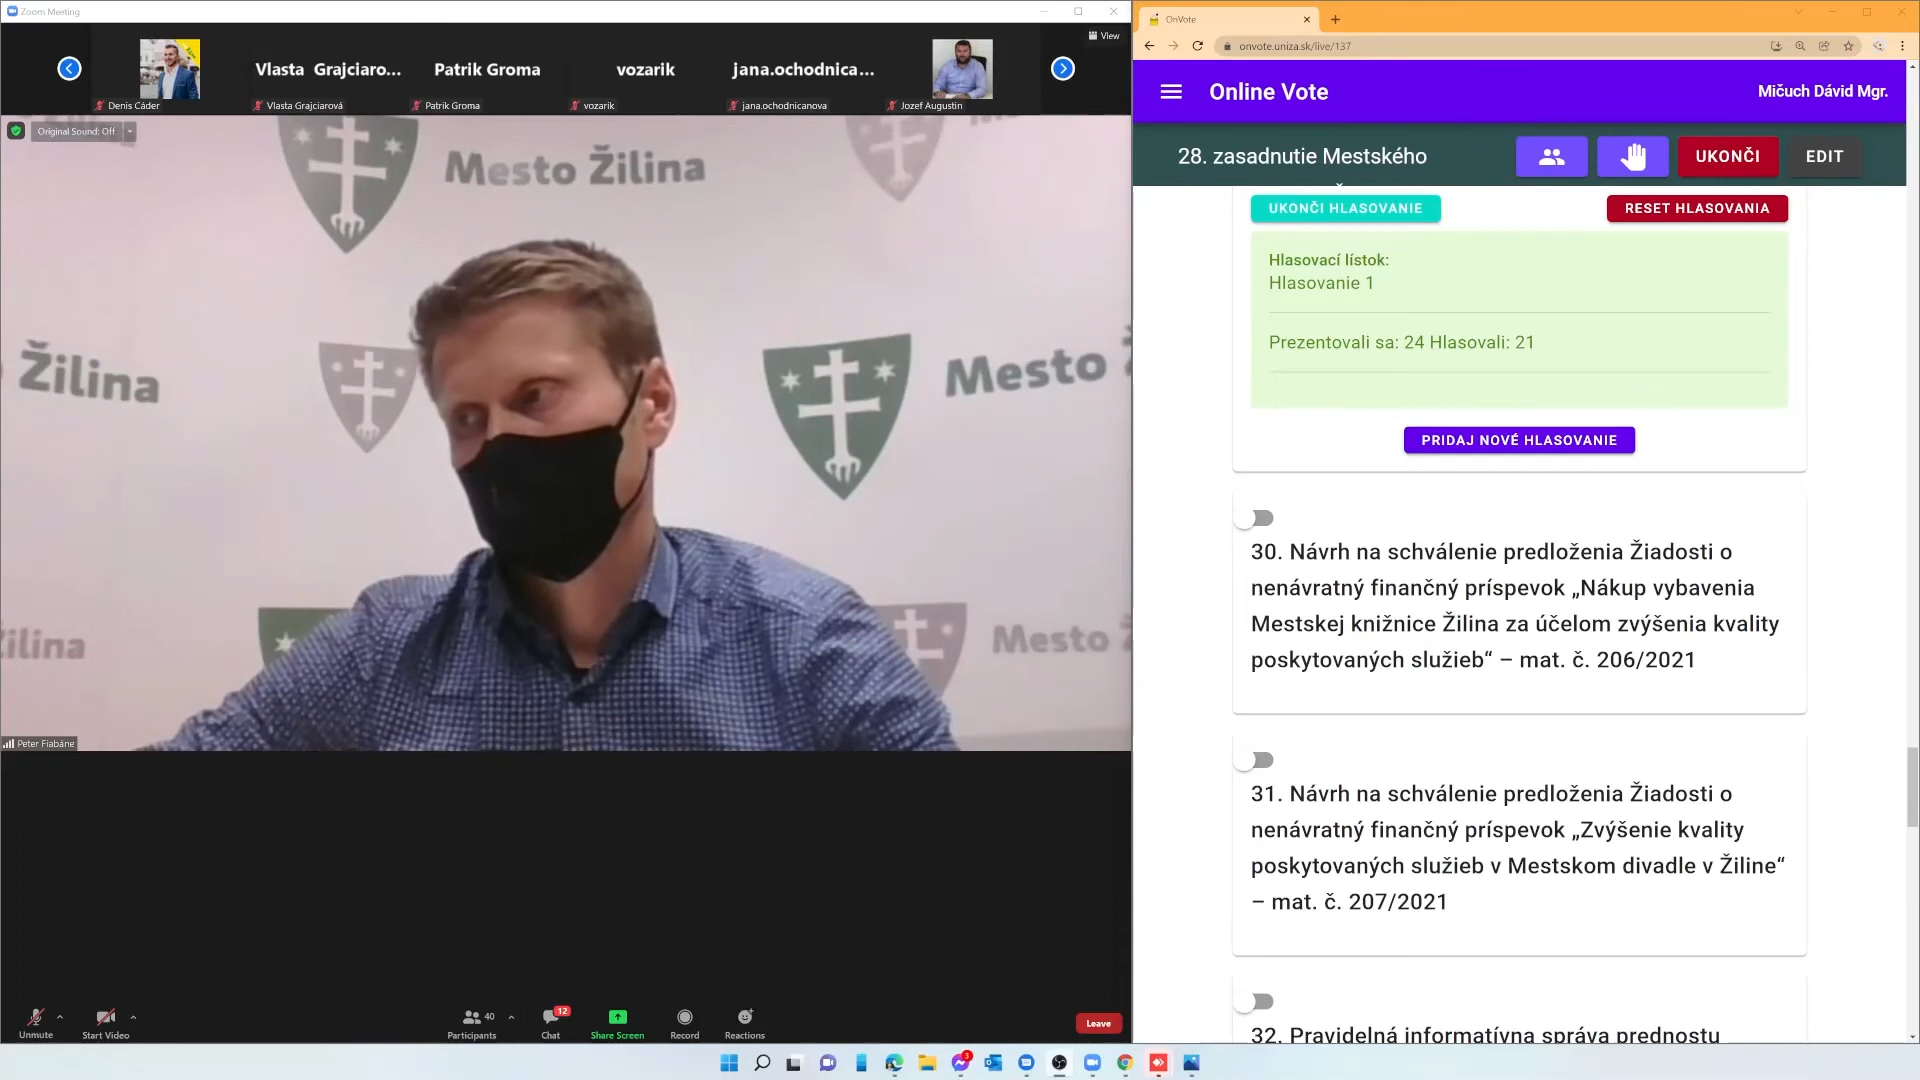 Zoom Meeting
View
Vlasta Grajciaro...
Patrik Groma
vozarik
jana.ochodnica...
Denis Cáder
Vlasta Grajciarová
Patrik Groma
vozarik
jana.ochodnicanova
Jozef Augustin
Original Sound: Off
Mesto Žilina
Žilina
Mesto
ilina
Mesto
Peter Fiabáne
Unmute
Start Video
40
Participants
12
Chat
Share Screen
Record
Reactions
Leave
OnVote
onvote.uniza.sk/live/137
Online Vote
Mičuch Dávid Mgr.
28. zasadnutie Mestského
UKONČI
EDIT
UKONČI HLASOVANIE
RESET HLASOVANIA
Hlasovací lístok:
Hlasovanie 1
Prezentovali sa: 24 Hlasovali: 21
PRIDAJ NOVÉ HLASOVANIE
30. Návrh na schválenie predloženia Žiadosti o
nenávratný finančný príspevok „Nákup vybavenia
Mestskej knižnice Žilina za účelom zvýšenia kvality
poskytovaných služieb“ – mat. č. 206/2021
31. Návrh na schválenie predloženia Žiadosti o
nenávratný finančný príspevok „Zvýšenie kvality
poskytovaných služieb v Mestskom divadle v Žiline“
– mat. č. 207/2021
32. Pravidelná informatívna správa prednostu
3